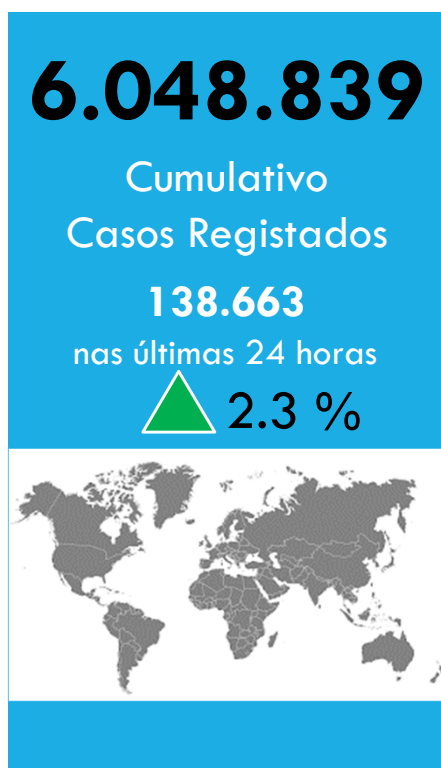 6.048.839
Cumulativo
Casos Registados
138.663
nas últimas 24 horas
2.3 %